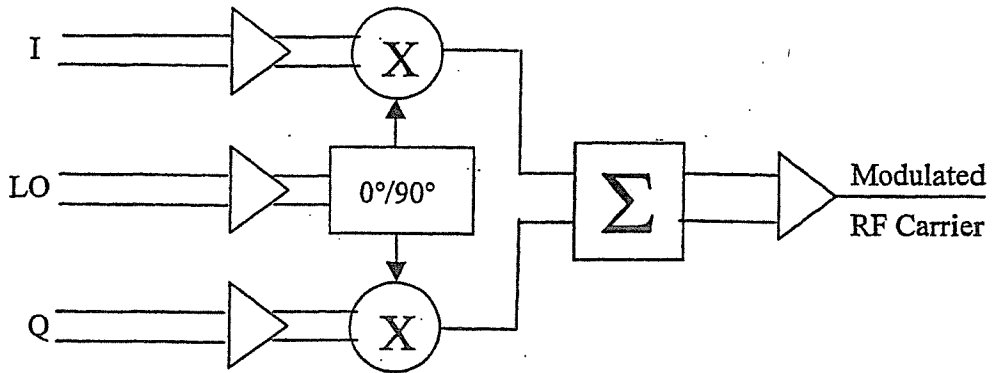 I
X
LO
0°/90°
Σ
Modulated
RF Carrier
Q
X